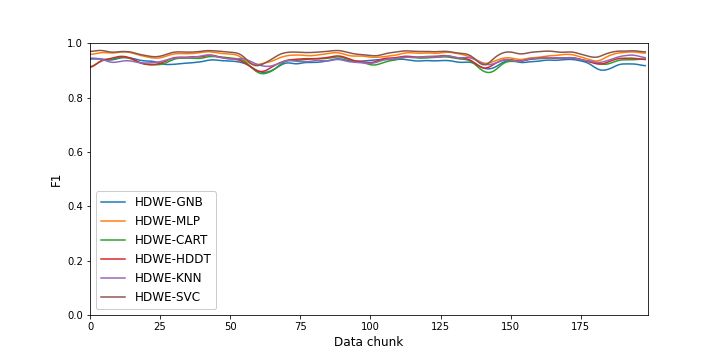 1.0
0.8
0.6
0.4
0.2
0.0
F1
HDWE-GNB
HDWE-MLP
HDWE-CART
HDWE-HDDT
HDWE-KNN
HDWE-SVC
0 25 50 75 100 125 150 175
Data chunk